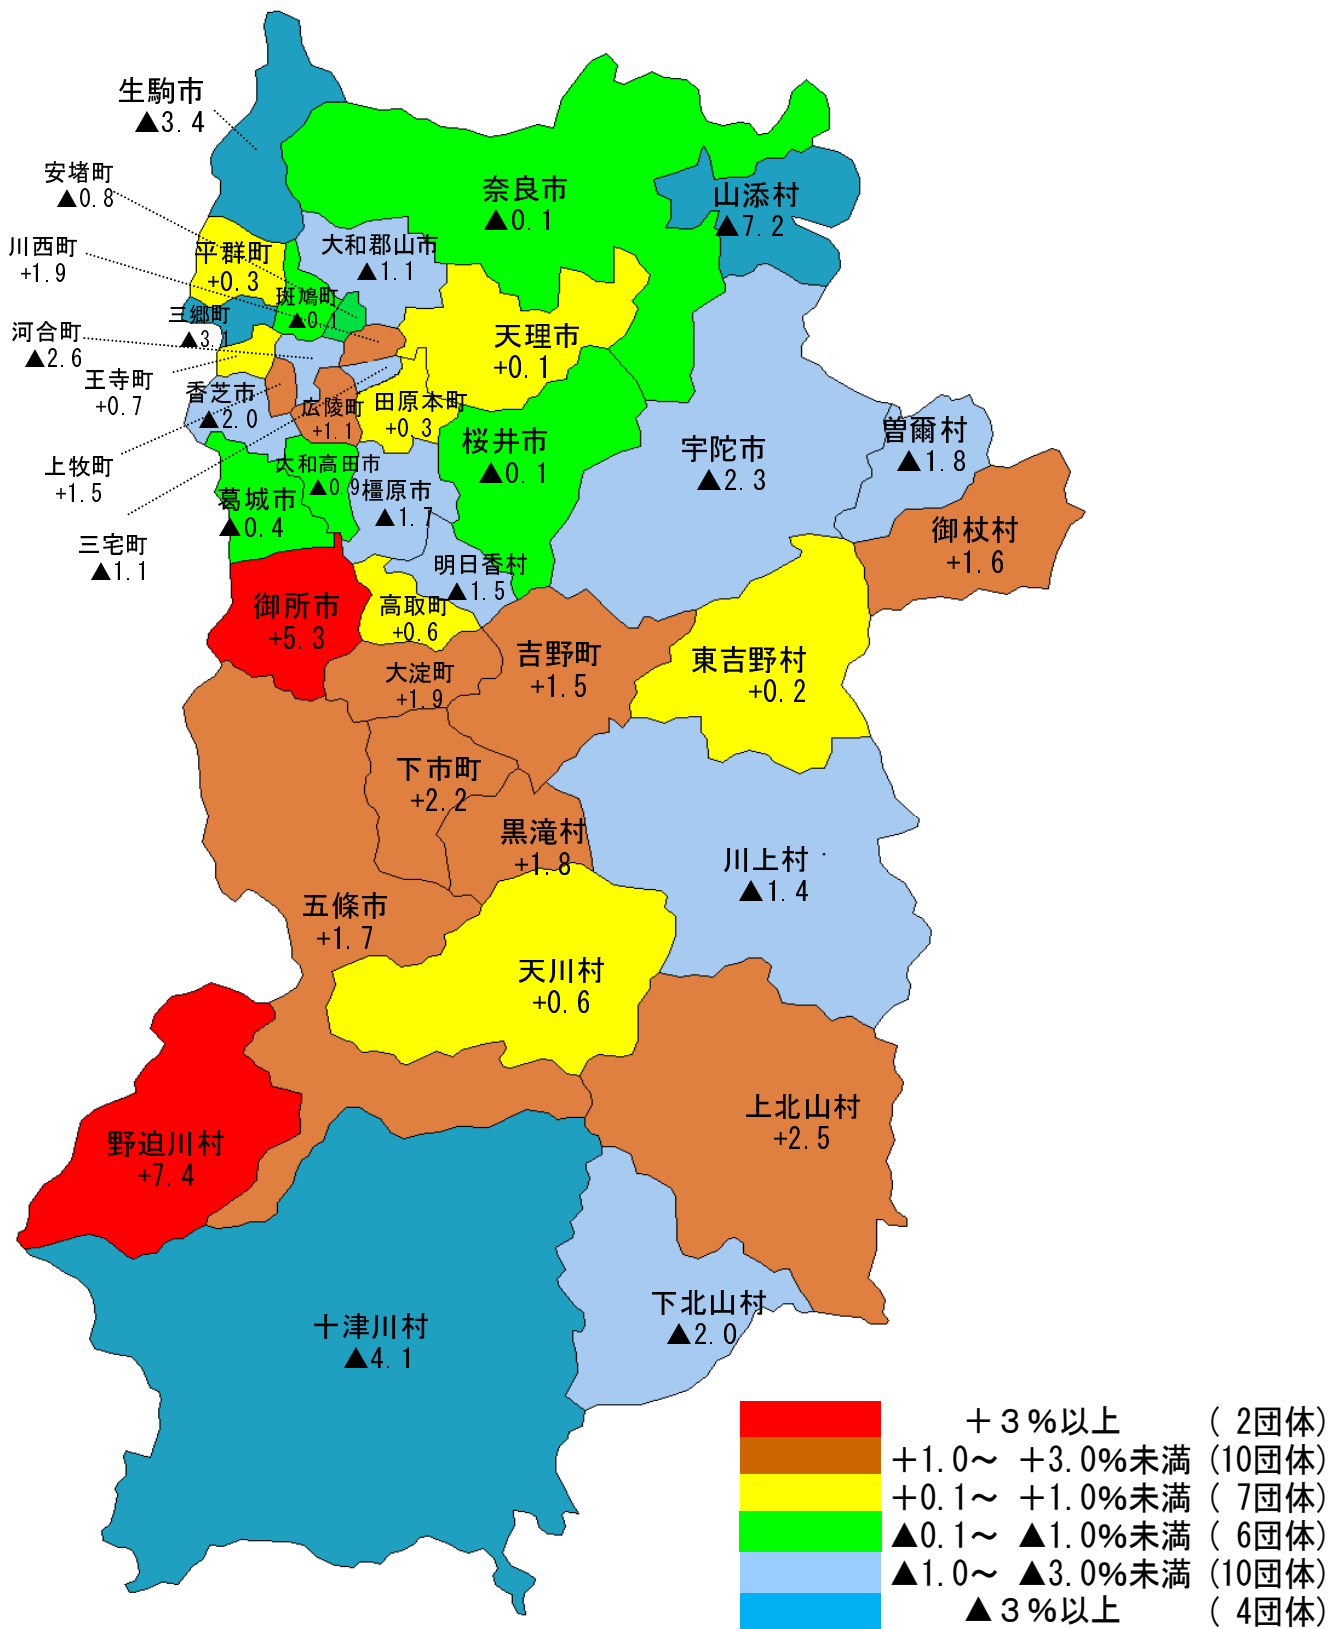 生駒市
▲3.4
安堵町
▲0.8
奈良市
▲0.1
山添村
▲7.2
川西町
+1.9
平群町
+0.3
大和郡山市
▲1.1
斑鳩町
▲0.1
三郷町
▲3.1
河合町
▲2.6
天理市
+0.1
王寺町
+0.7
香芝市
▲2.0
広陵町
+1.1
田原本町
+0.3
桜井市
▲0.1
宇陀市
▲2.3
曽爾村
▲1.8
上牧町
+1.5
大和高田市
▲0.9
葛城市
▲0.4
橿原市
▲1.7
御杖村
+1.6
三宅町
▲1.1
明日香村
▲1.5
御所市
+5.3
高取町
+0.6
吉野町
+1.5
東吉野村
+0.2
大淀町
+1.9
下市町
+2.2
黒滝村
+1.8
川上村
▲1.4
五條市
+1.7
天川村
+0.6
上北山村
+2.5
野迫川村
+7.4
下北山村
▲2.0
十津川村
▲4.1
＋３％以上 ( 2団体)
＋1.0～ ＋3.0％未満 (10団体)
＋0.1～ ＋1.0％未満 ( 7団体)
▲0.1～ ▲1.0％未満 ( 6団体)
▲1.0～ ▲3.0％未満 (10団体)
▲３％以上 ( 4団体)